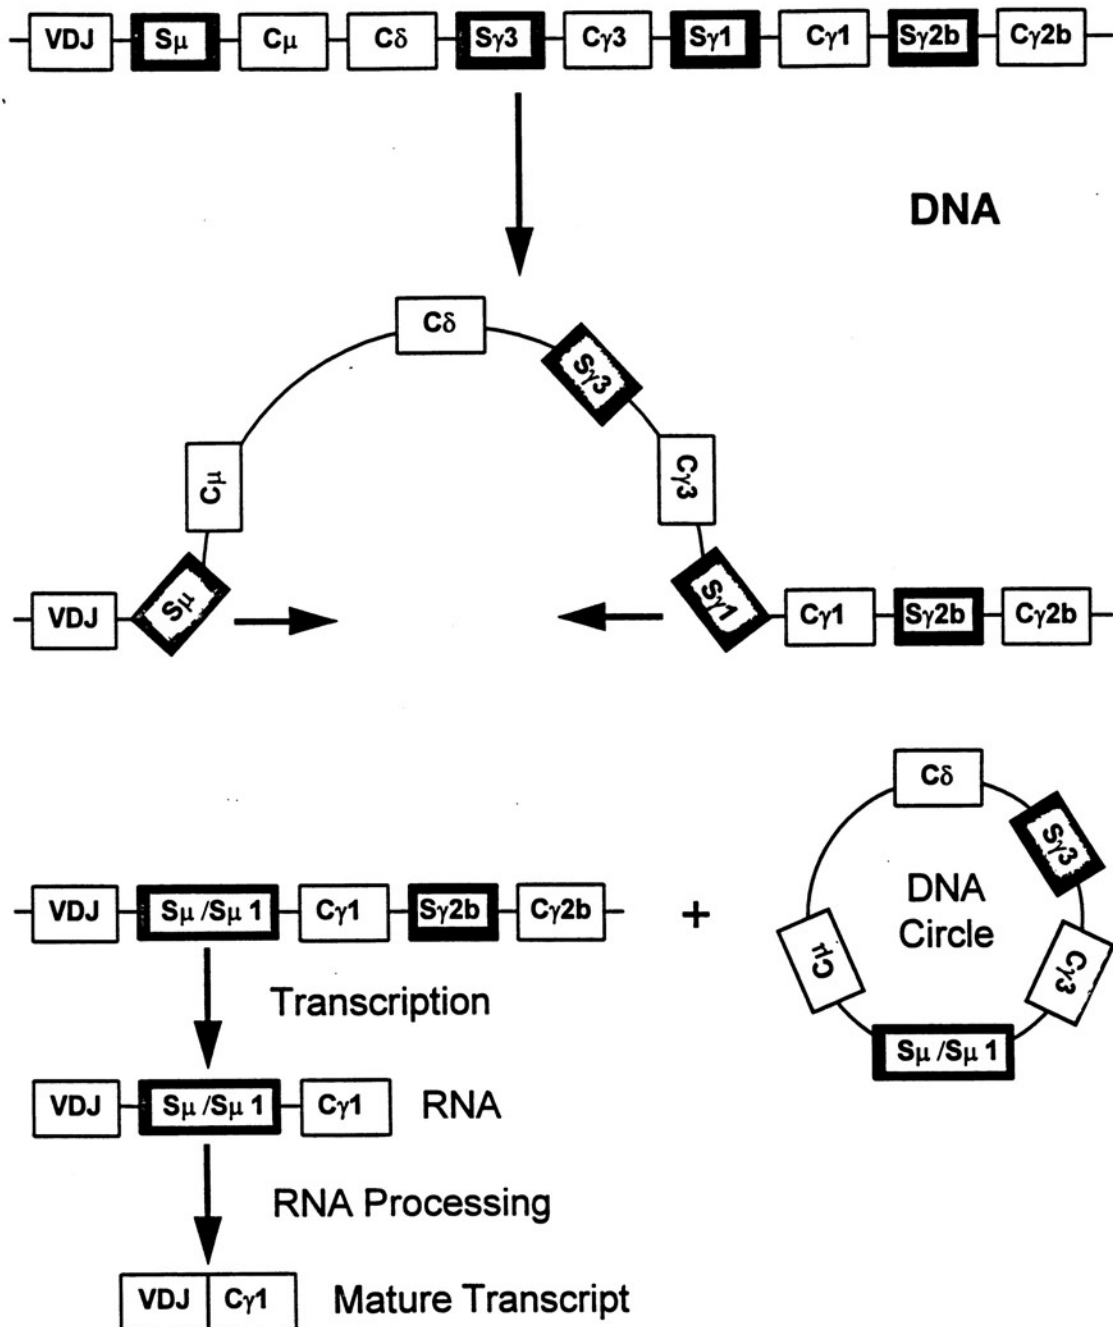 VDJ Sμ Cμ Cδ Sγ3 Cγ3 Sγ1 Cγ1 Sγ2b Cγ2b
DNA
Cδ
Sγ3
Cμ
Cγ3
VDJ Sμ Sγ1 Cγ1 Sγ2b Cγ2b
Cδ
Sγ3
DNA
Circle
VDJ Sμ /Sμ 1 Cγ1 Sγ2b Cγ2b +
Cμ
Cγ3
Sμ /Sμ 1
Transcription
VDJ Sμ /Sμ 1 Cγ1 RNA
RNA Processing
VDJ Cγ1 Mature Transcript